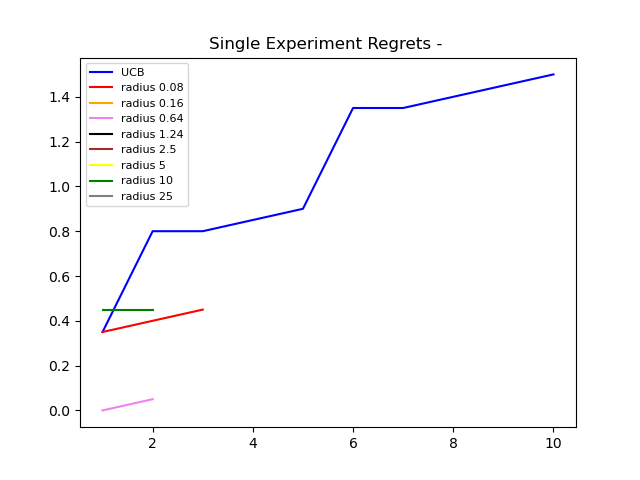 Single Experiment Regrets -
UCB
radius 0.08
radius 0.16
radius 0.64
radius 1.24
radius 2.5
radius 5
radius 10
radius 25
1.4
1.2
1.0
0.8
0.6
0.4
0.2
0.0
2 4 6 8 10